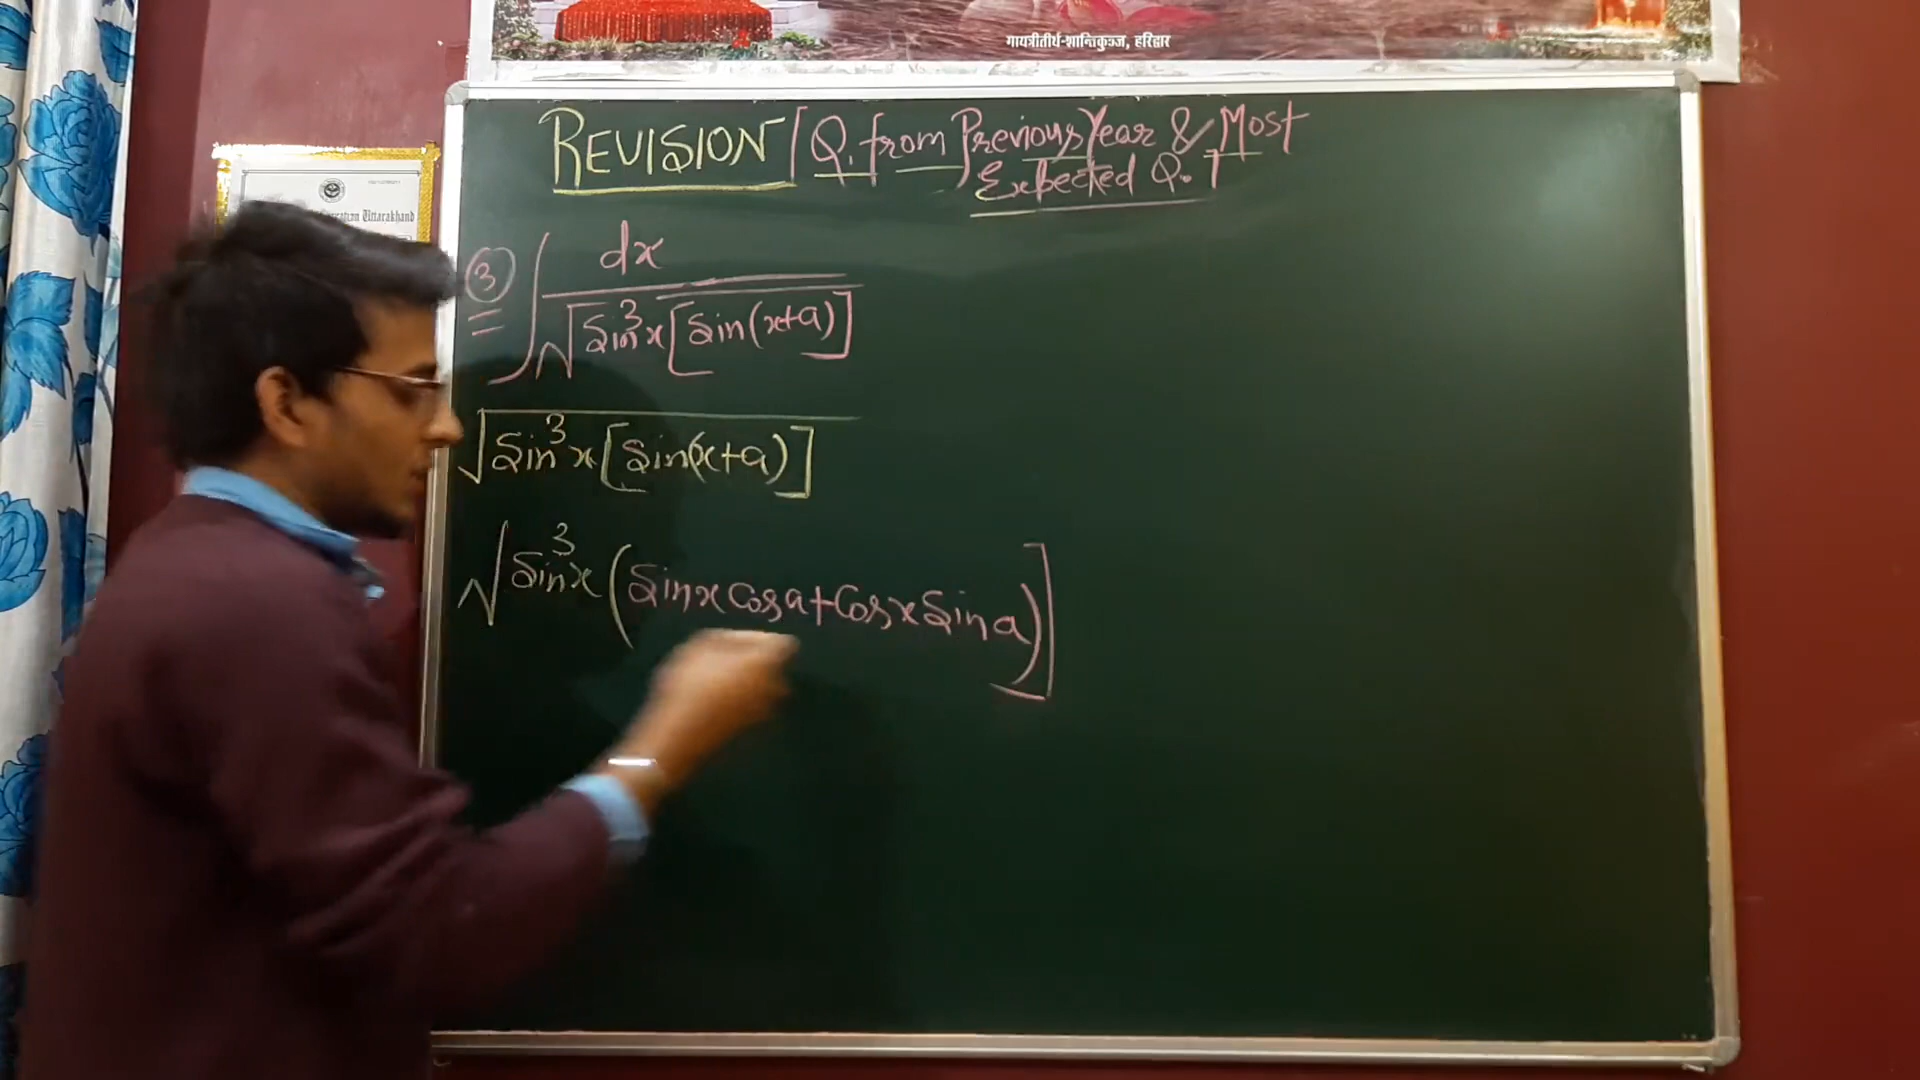 गायत्रीतीर्थ-शान्तिकुञ्ज, हरिद्वार
REVISION [Q. from Previous Year & Most
Expected Q.]
③ ∫ dx / √(sin³x [sin(x+a)])
√(sin³x [sin(x+a)])
√(sin³x (sinx cosa + cosx sina)]
Uttarakhand